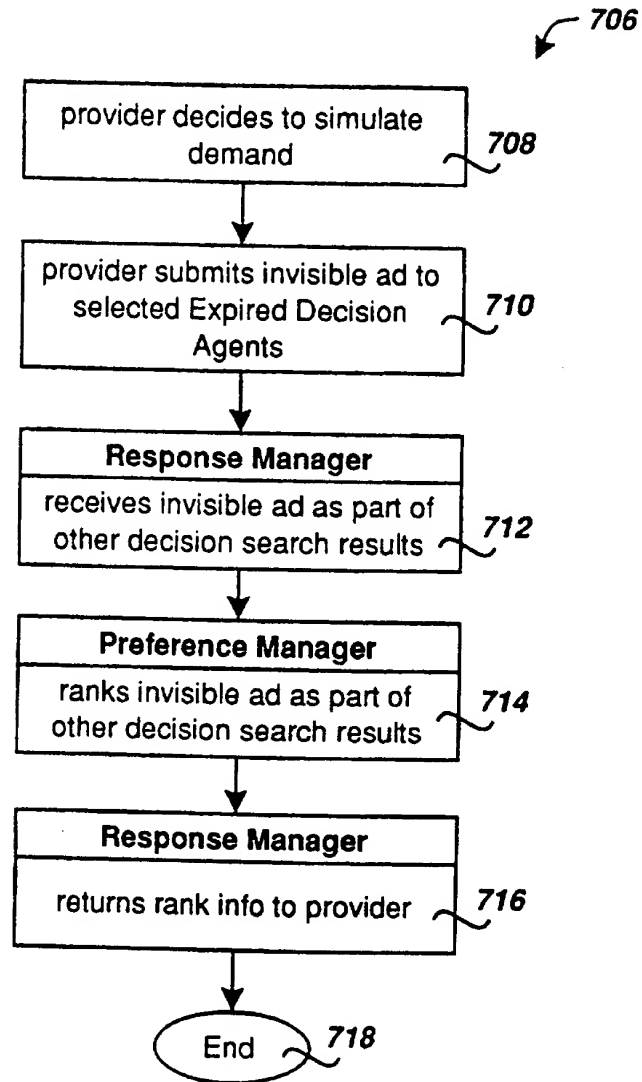 706
provider decides to simulate
demand
708
provider submits invisible ad to
selected Expired Decision
Agents
710
Response Manager
receives invisible ad as part of
other decision search results
712
Preference Manager
ranks invisible ad as part of
other decision search results
714
Response Manager
returns rank info to provider
716
End
718